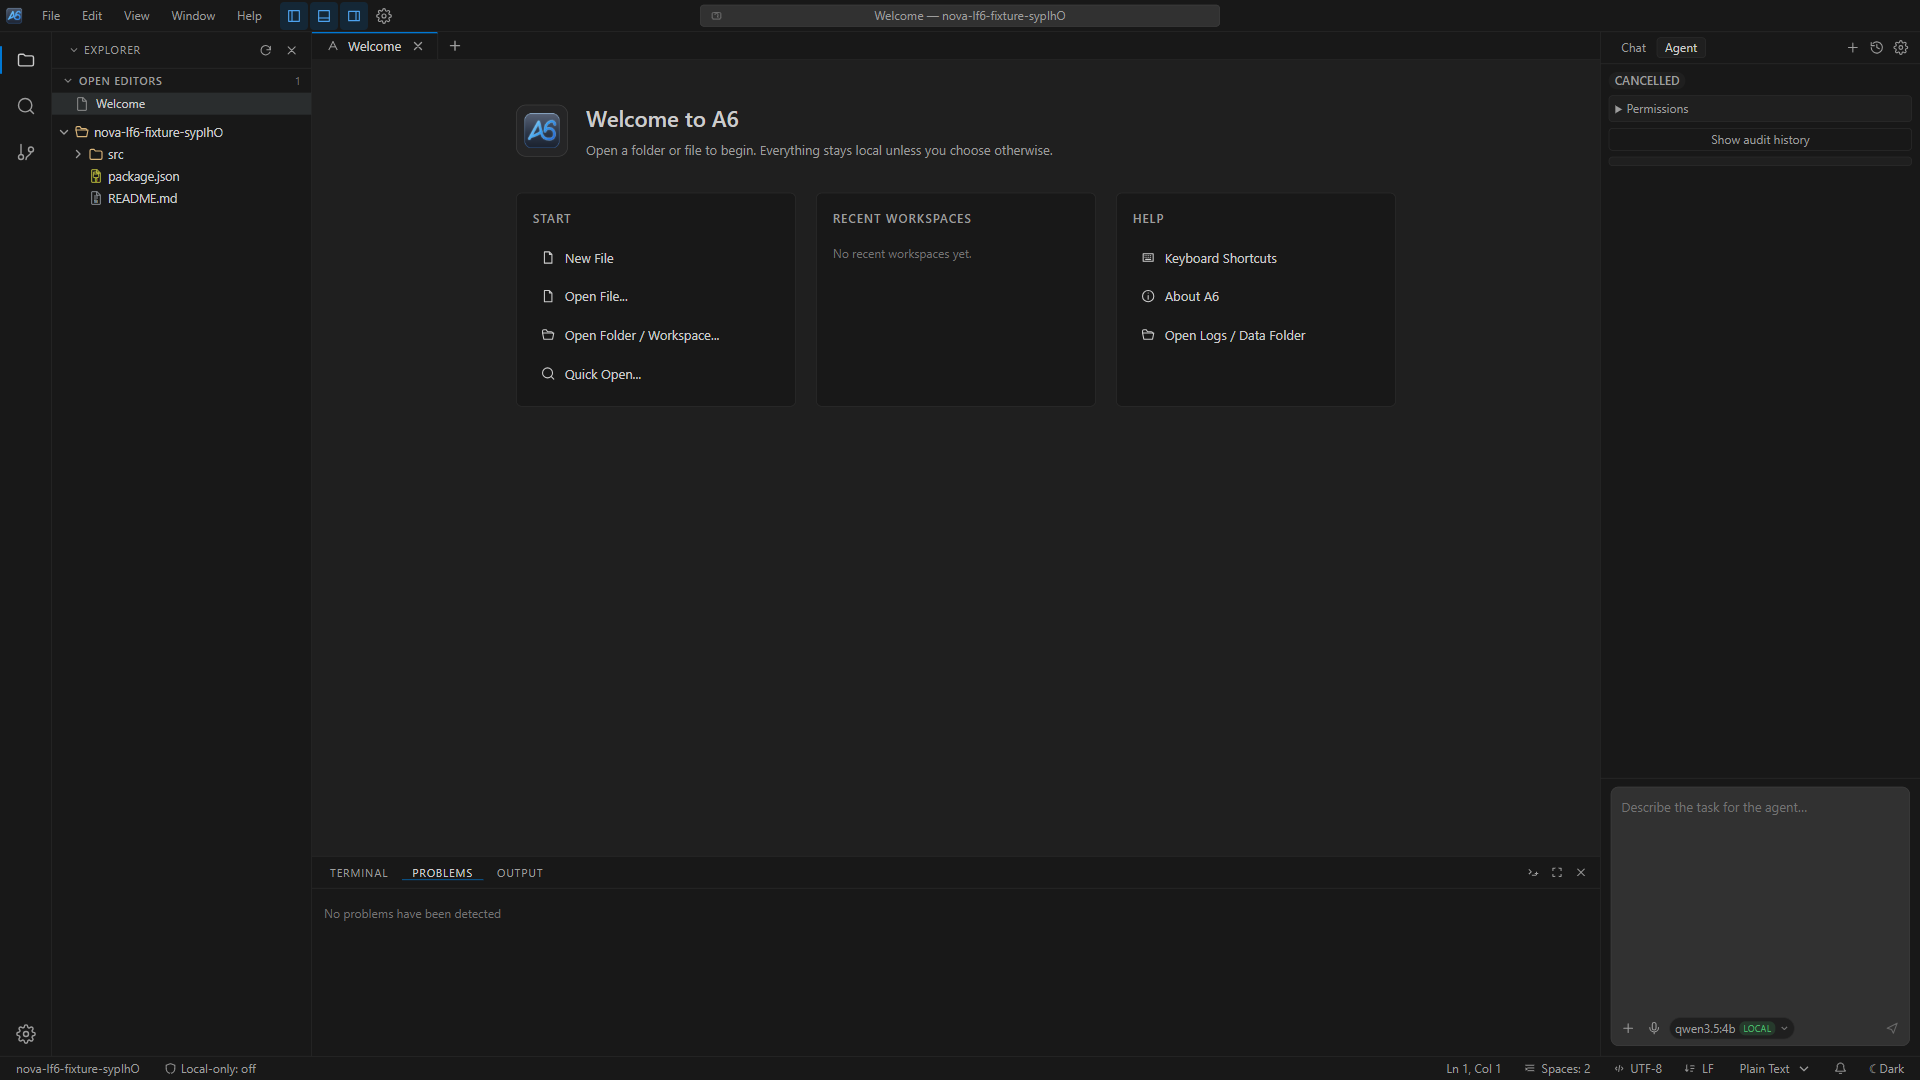 A6 File Edit View Window Help
Welcome — nova-lf6-fixture-syplhO
EXPLORER
OPEN EDITORS 1
Welcome
nova-lf6-fixture-syplhO
src
package.json
README.md
Welcome
Welcome to A6
Open a folder or file to begin. Everything stays local unless you choose otherwise.
A6
START
New File
Open File...
Open Folder / Workspace...
Quick Open...
RECENT WORKSPACES
No recent workspaces yet.
HELP
Keyboard Shortcuts
About A6
Open Logs / Data Folder
TERMINAL PROBLEMS OUTPUT
No problems have been detected
Chat Agent
CANCELLED
Permissions
Show audit history
Describe the task for the agent...
qwen3.5:4b LOCAL
nova-lf6-fixture-syplhO Local-only: off
Ln 1, Col 1 Spaces: 2 UTF-8 LF Plain Text Dark